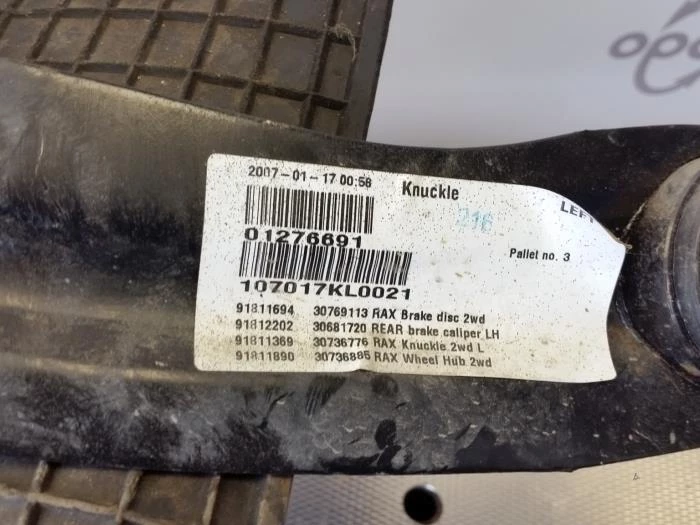 2007-01-17 00:58 Knuckle
216
LEFT
01276691
Pallet no. 3
107017KL0021
91811694 30769113 RAX Brake disc 2wd
91812202 30681720 REAR brake caliper LH
91811369 30736776 RAX Knuckle 2wd L
91811890 30736885 RAX Wheel Hub 2wd